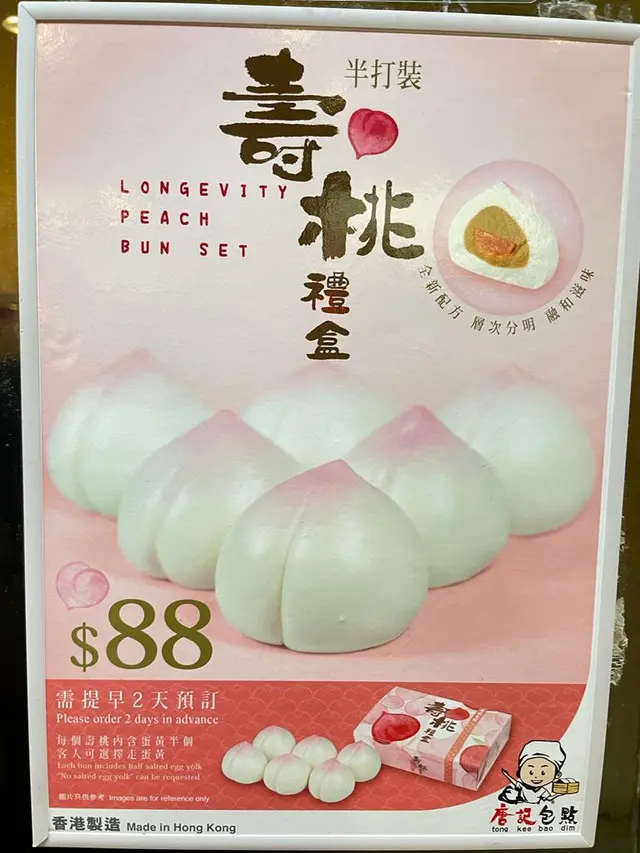 半打裝
壽桃
禮盒
LONGEVITY
PEACH
BUN SET
全新配方 層次分明 融和滋味
$88
需提早2天預訂
Please order 2 days in advance
每個壽桃內含蛋黃半個
客人可選擇走蛋黃
Each bun includes half salted egg yolk
"No salted egg yolk" can be requested
圖片只供參考 Images are for reference only
壽桃
禮盒
香港製造 Made in Hong Kong
唐記包點
tong kee bao dim